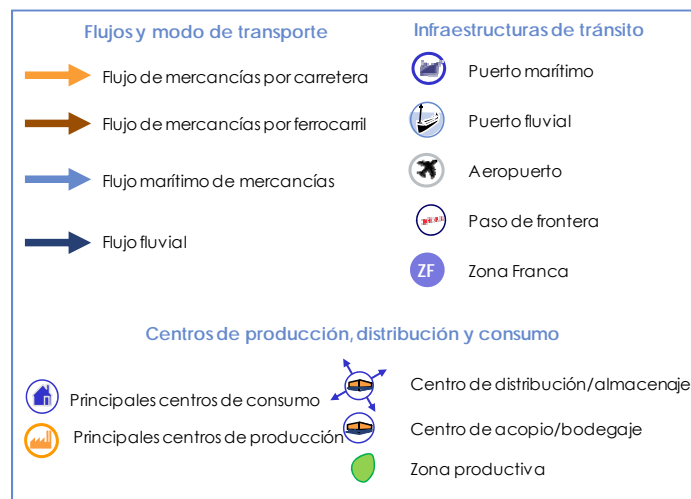 Flujos y modo de transporte
Flujo de mercancías por carretera
Flujo de mercancías por ferrocarril
Flujo marítimo de mercancías
Flujo fluvial
Infraestructuras de tránsito
Puerto marítimo
Puerto fluvial
Aeropuerto
Paso de frontera
ZF Zona Franca
Centros de producción, distribución y consumo
Principales centros de consumo
Principales centros de producción
Centro de distribución/almacenaje
Centro de acopio/bodegaje
Zona productiva